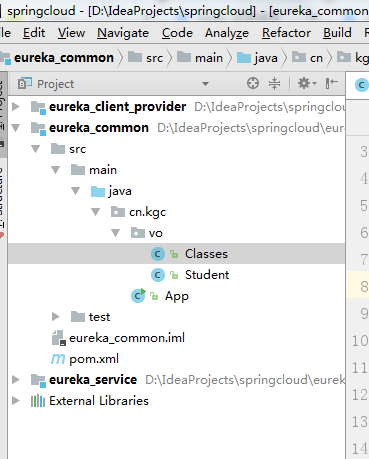 springcloud - [D:\IdeaProjects\springcloud] - [eureka_common
Edit View Navigate Code Analyze Refactor Build R
eureka_common src main java cn kg
Project
eureka_client_provider D:\IdeaProjects\springcloud
eureka_common D:\IdeaProjects\springcloud\eur
src
main
java
cn.kgc
vo
Classes
Student
App
test
eureka_common.iml
pom.xml
eureka_service D:\IdeaProjects\springcloud\eurek
External Libraries
3
4
5
6
7
8
9
10
11
12
13
14